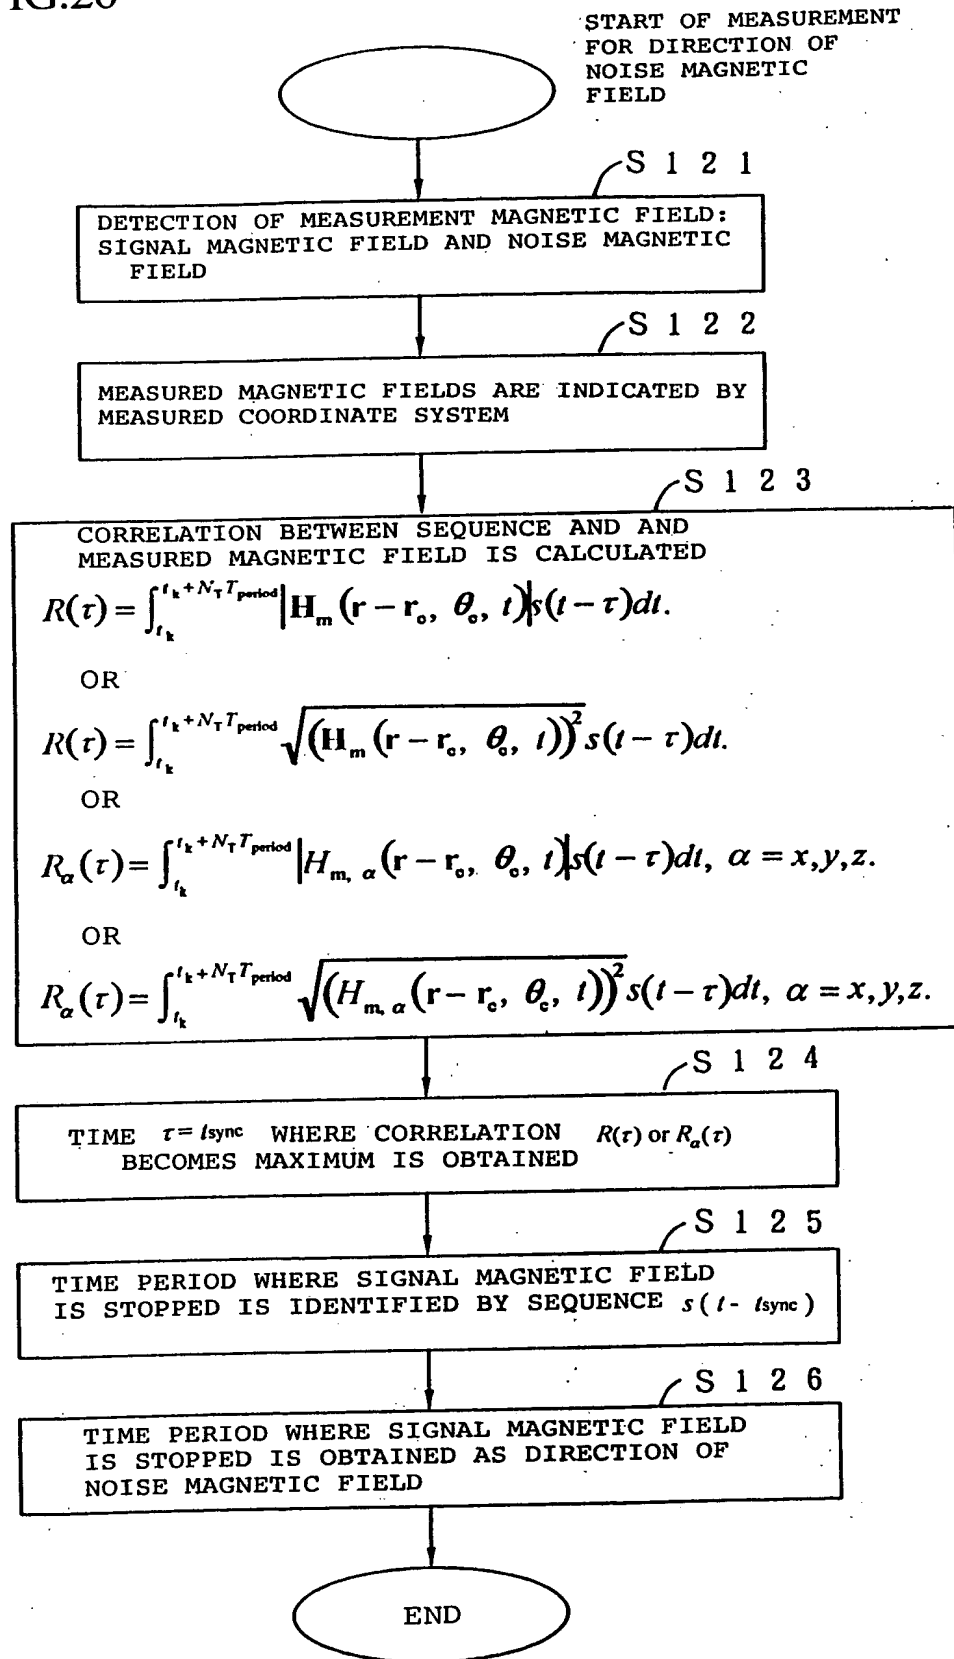 IG.20
START OF MEASUREMENT
FOR DIRECTION OF
NOISE MAGNETIC
FIELD
S 1 2 1
DETECTION OF MEASUREMENT MAGNETIC FIELD:
SIGNAL MAGNETIC FIELD AND NOISE MAGNETIC
FIELD
S 1 2 2
MEASURED MAGNETIC FIELDS ARE INDICATED BY
MEASURED COORDINATE SYSTEM
S 1 2 3
CORRELATION BETWEEN SEQUENCE AND AND
MEASURED MAGNETIC FIELD IS CALCULATED
R(τ) = ∫_{t_k}^{t_k + N_T T_period} |H_m (r − r_c, θ_c, t)| s(t − τ)dt.
OR
R(τ) = ∫_{t_k}^{t_k + N_T T_period} √((H_m (r − r_c, θ_c, t))^2) s(t − τ)dt.
OR
R_α(τ) = ∫_{t_k}^{t_k + N_T T_period} |H_{m, α} (r − r_c, θ_c, t)| s(t − τ)dt, α = x,y,z.
OR
R_α(τ) = ∫_{t_k}^{t_k + N_T T_period} √((H_{m, α} (r − r_c, θ_c, t))^2) s(t − τ)dt, α = x,y,z.
S 1 2 4
TIME τ = tsync WHERE CORRELATION R(τ) or R_α(τ)
BECOMES MAXIMUM IS OBTAINED
S 1 2 5
TIME PERIOD WHERE SIGNAL MAGNETIC FIELD
IS STOPPED IS IDENTIFIED BY SEQUENCE s(t - tsync)
S 1 2 6
TIME PERIOD WHERE SIGNAL MAGNETIC FIELD
IS STOPPED IS OBTAINED AS DIRECTION OF
NOISE MAGNETIC FIELD
END